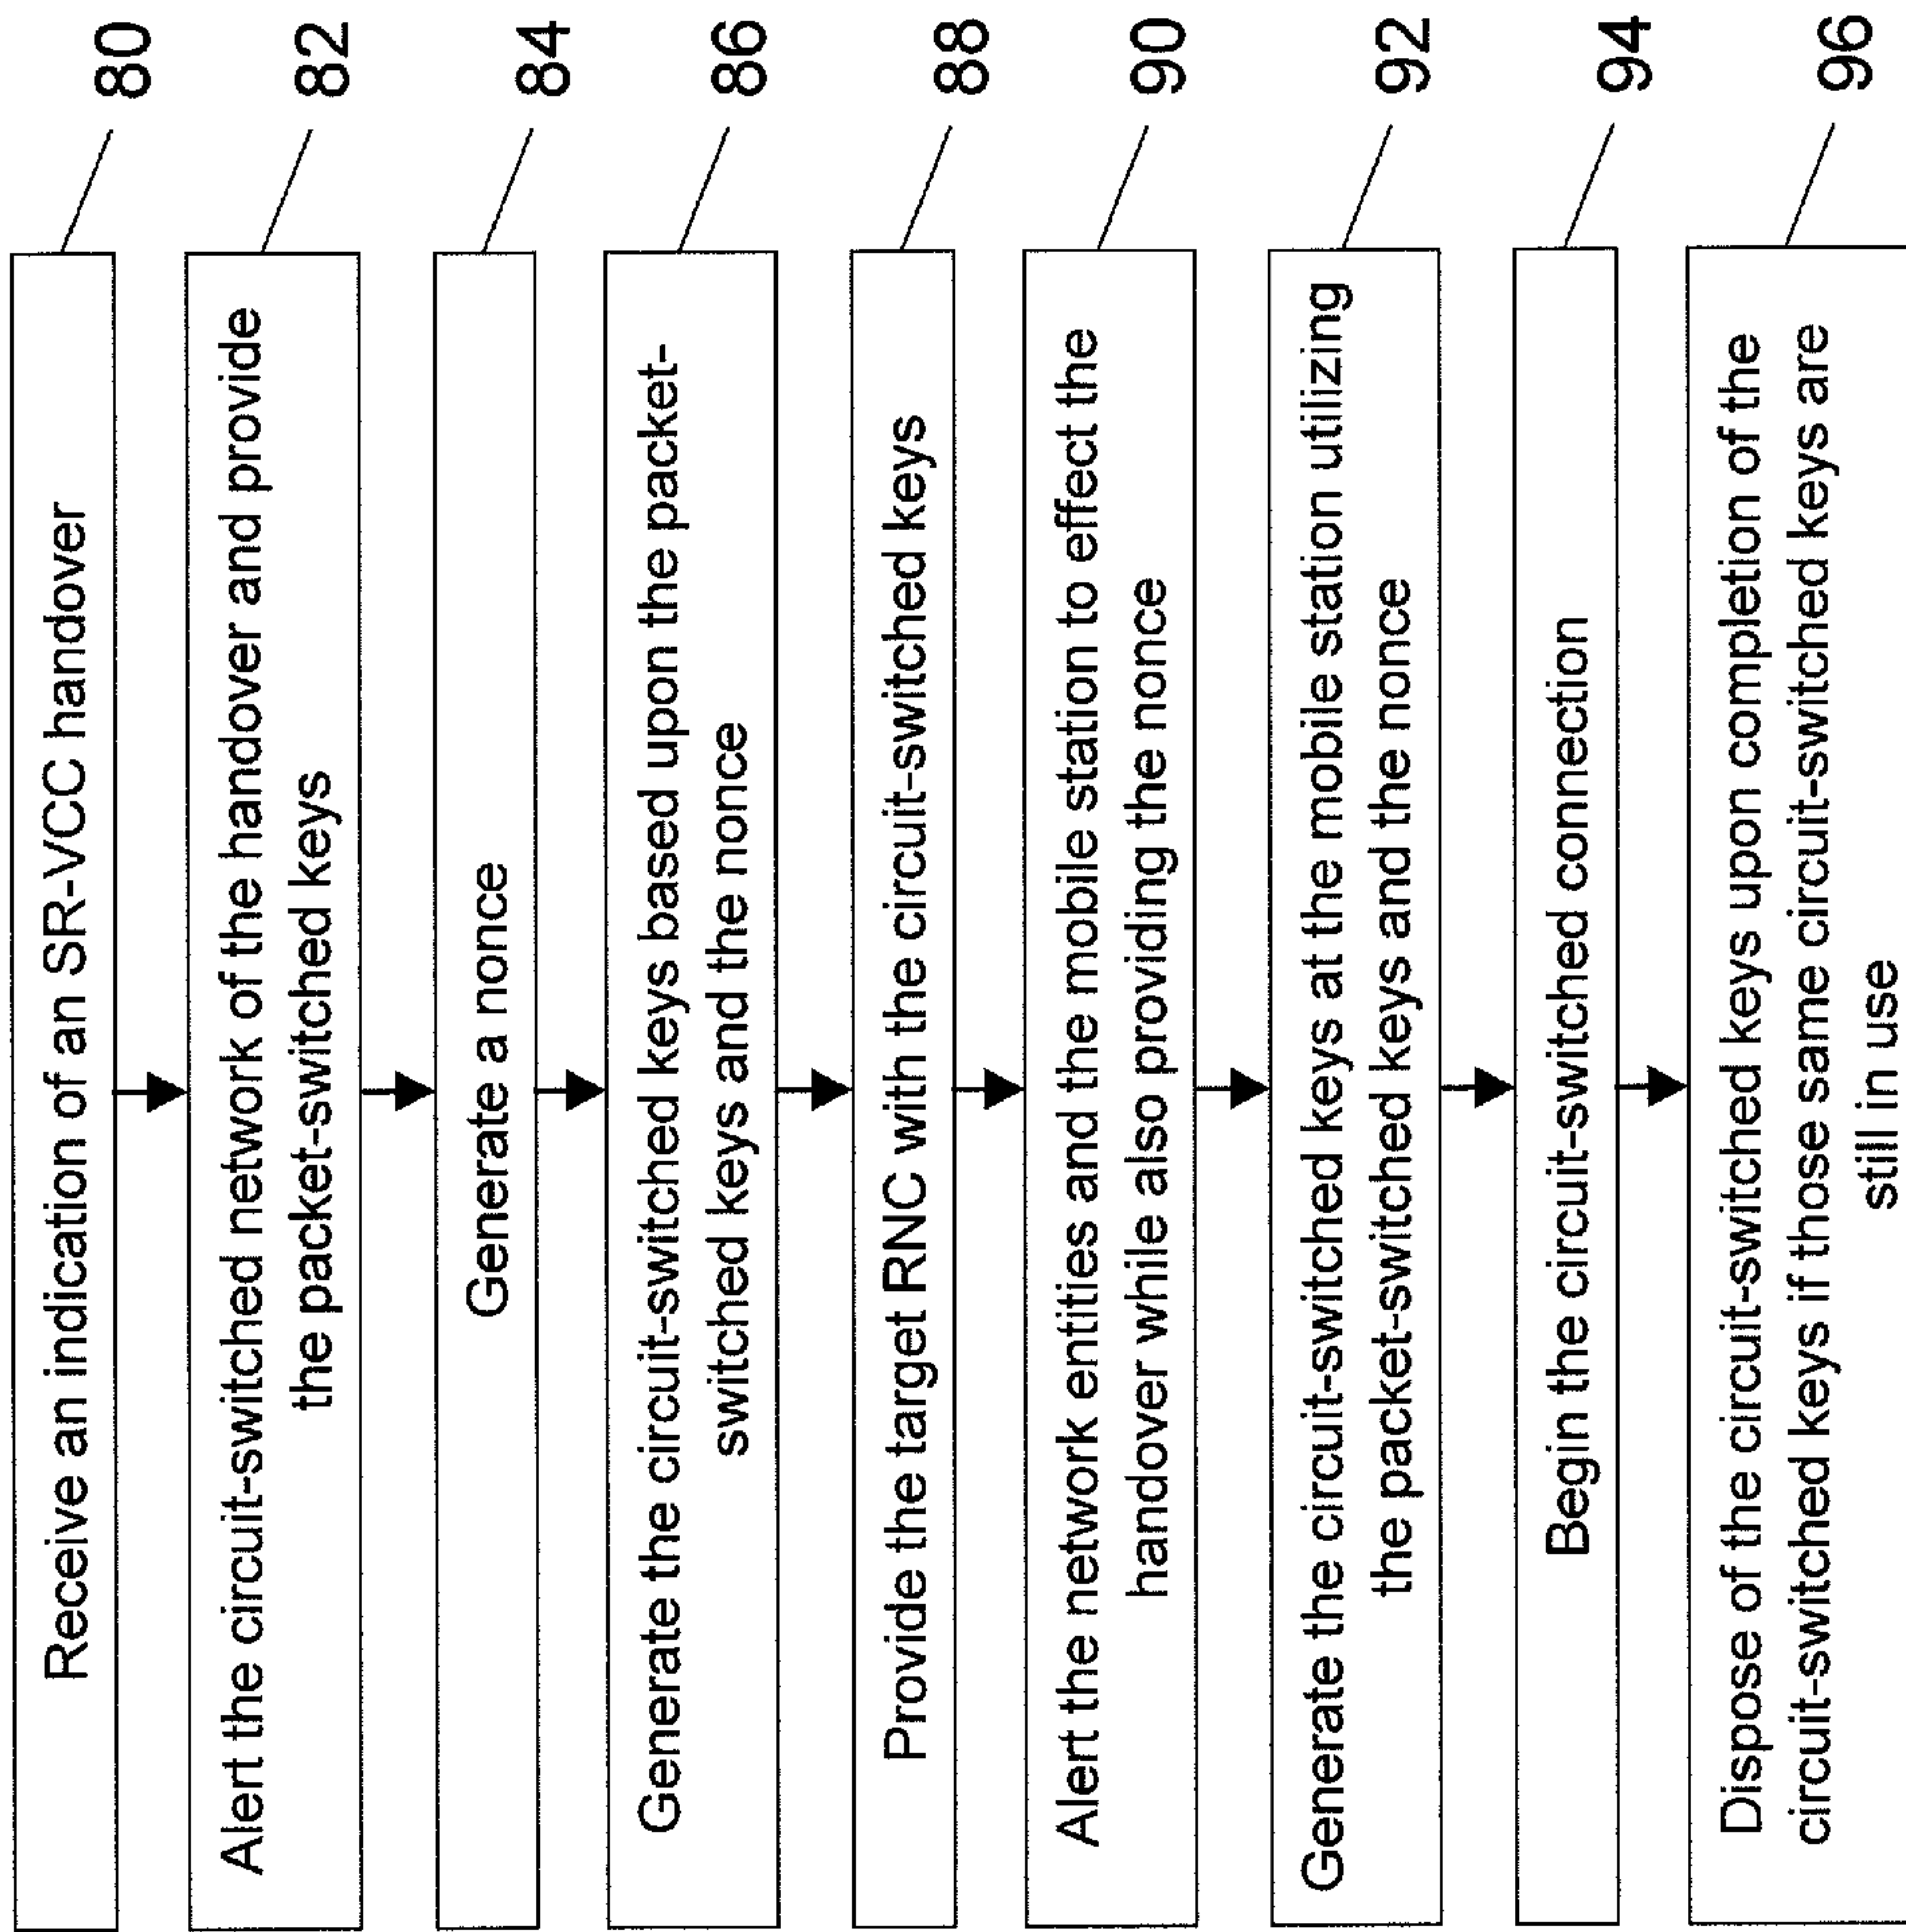 Receive an indication of an SR-VCC handover
80
Alert the circuit-switched network of the handover and provide
the packet-switched keys
82
Generate a nonce
84
Generate the circuit-switched keys based upon the packet-
switched keys and the nonce
86
Provide the target RNC with the circuit-switched keys
88
Alert the network entities and the mobile station to effect the
handover while also providing the nonce
90
Generate the circuit-switched keys at the mobile station utilizing
the packet-switched keys and the nonce
92
Begin the circuit-switched connection
94
Dispose of the circuit-switched keys upon completion of the
circuit-switched keys if those same circuit-switched keys are
still in use
96